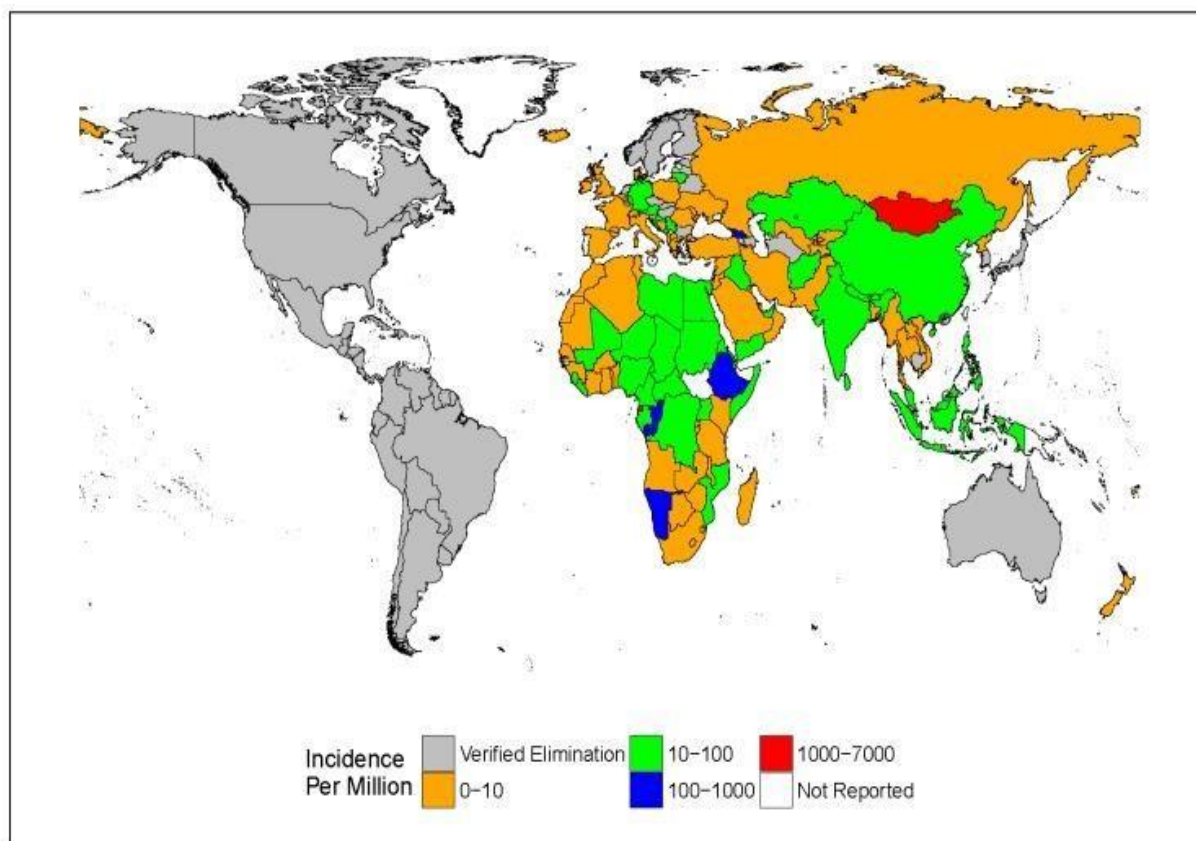 Incidence
Per Million
Verified Elimination
0-10
10-100
100-1000
1000-7000
Not Reported